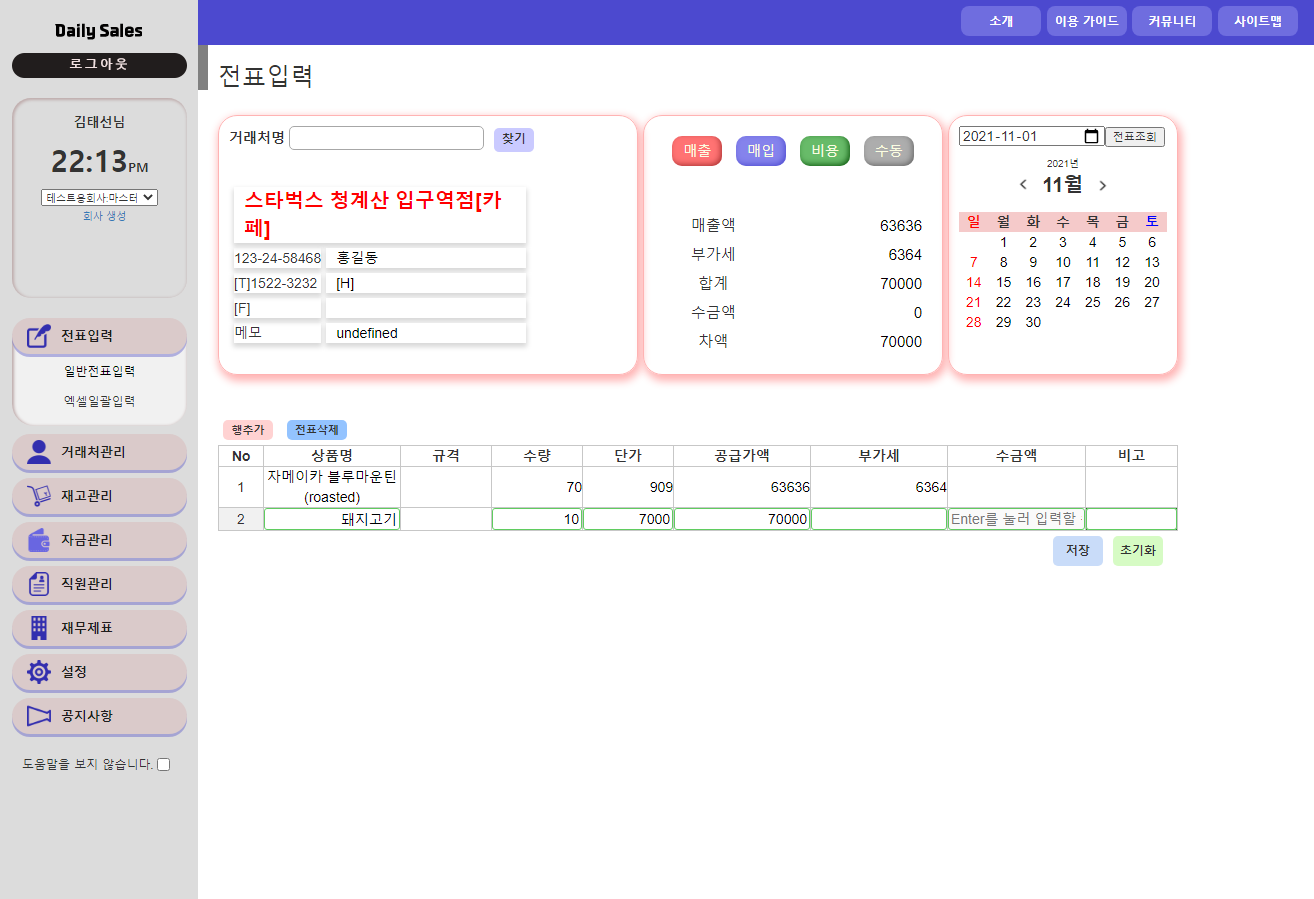 Daily Sales
로그아웃
김태선님
22:13PM
테스트용회사:마스터
회사 생성
전표입력
일반전표입력
엑셀일괄입력
거래처관리
재고관리
자금관리
직원관리
재무제표
설정
공지사항
도움말을 보지 않습니다.
소개 이용 가이드 커뮤니티 사이트맵
전표입력
거래처명 찾기
스타벅스 청계산 입구역점[카
페]
123-24-58468 홍길동
[T]1522-3232 [H]
[F]
메모 undefined
매출 매입 비용 수동
매출액 63636
부가세 6364
합계 70000
수금액 0
차액 70000
2021-11-01 전표조회
2021년
< 11월 >
일 월 화 수 목 금 토
1 2 3 4 5 6
7 8 9 10 11 12 13
14 15 16 17 18 19 20
21 22 23 24 25 26 27
28 29 30
행추가 전표삭제
No 상품명 규격 수량 단가 공급가액 부가세 수금액 비고
1 자메이카 블루마운틴 70 909 63636 6364
(roasted)
2 돼지고기 10 7000 70000 Enter를 눌러 입력할
저장 초기화